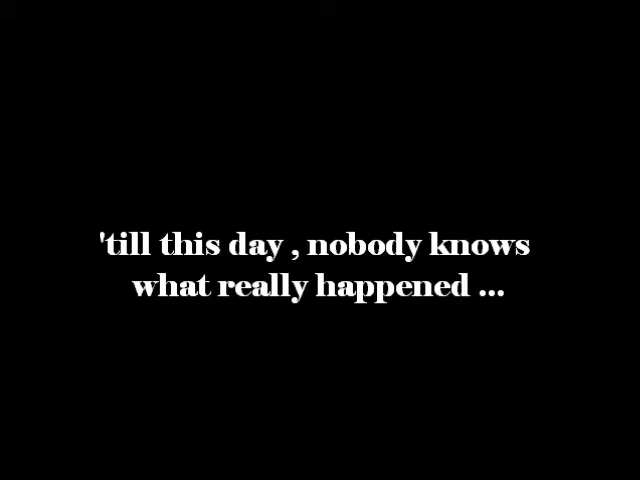 'till this day , nobody knows
what really happened ...